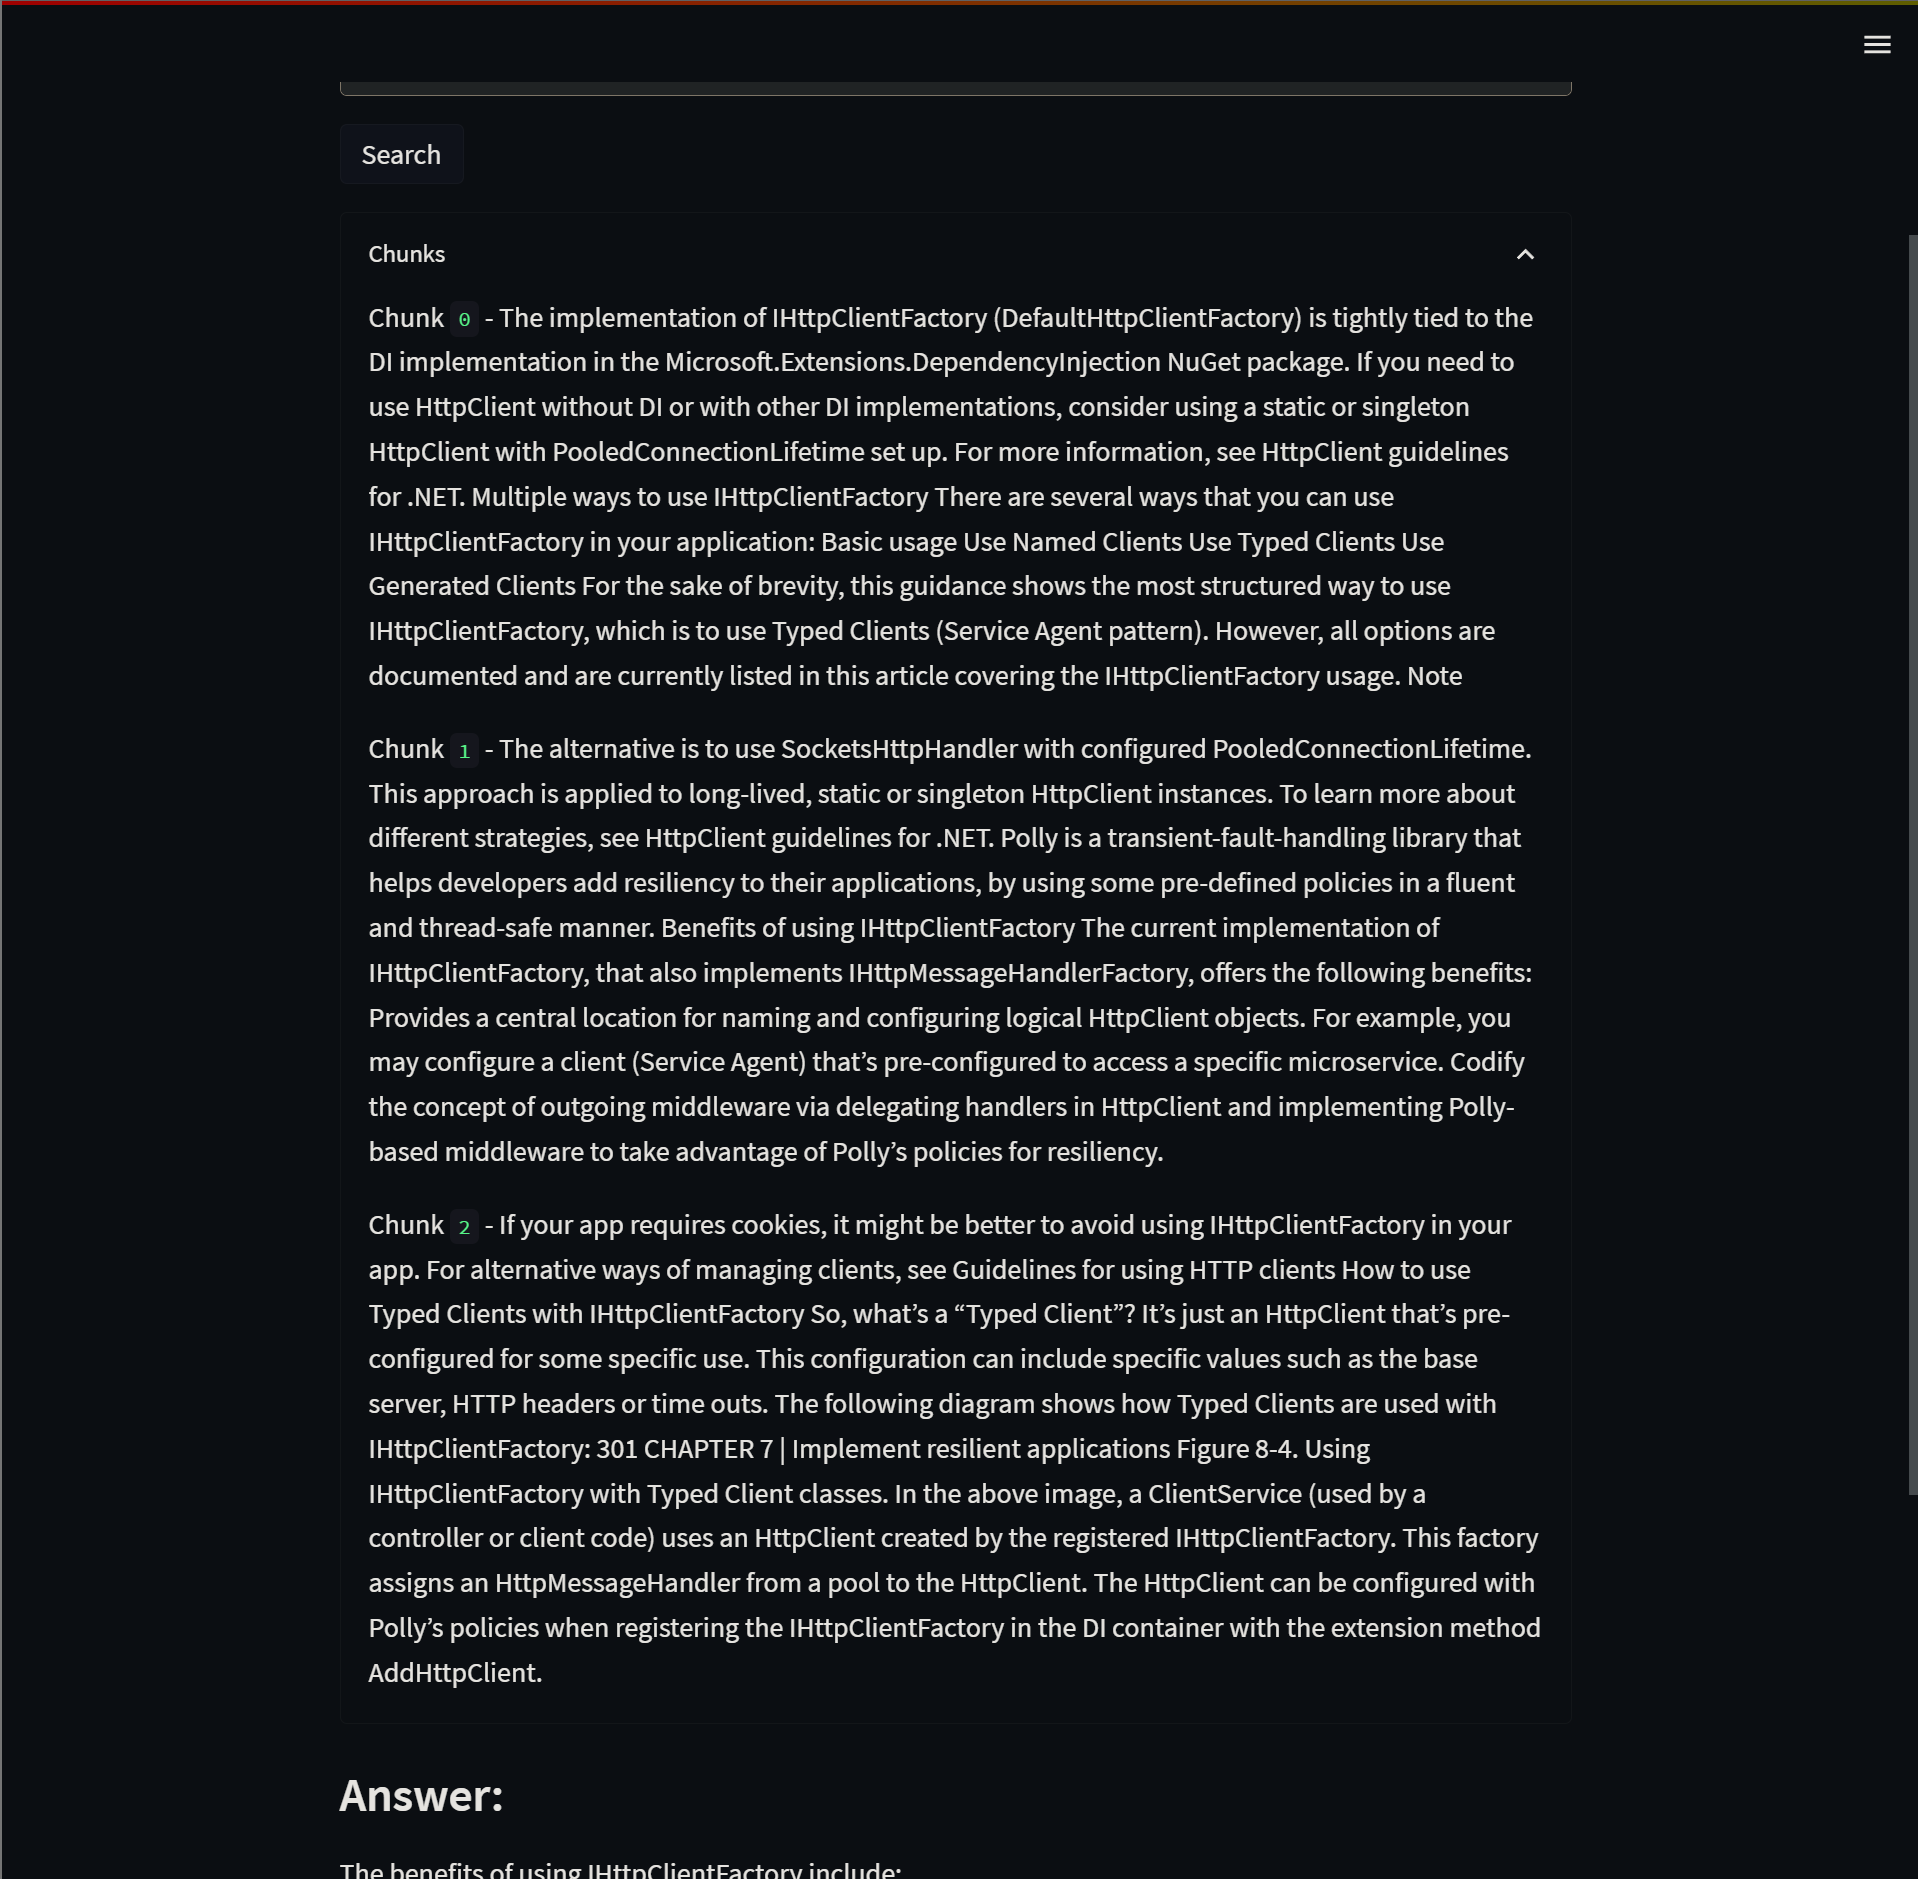 Search
Chunks
Chunk 0 - The implementation of IHttpClientFactory (DefaultHttpClientFactory) is tightly tied to the
DI implementation in the Microsoft.Extensions.DependencyInjection NuGet package. If you need to
use HttpClient without DI or with other DI implementations, consider using a static or singleton
HttpClient with PooledConnectionLifetime set up. For more information, see HttpClient guidelines
for .NET. Multiple ways to use IHttpClientFactory There are several ways that you can use
IHttpClientFactory in your application: Basic usage Use Named Clients Use Typed Clients Use
Generated Clients For the sake of brevity, this guidance shows the most structured way to use
IHttpClientFactory, which is to use Typed Clients (Service Agent pattern). However, all options are
documented and are currently listed in this article covering the IHttpClientFactory usage. Note
Chunk 1 - The alternative is to use SocketsHttpHandler with configured PooledConnectionLifetime.
This approach is applied to long-lived, static or singleton HttpClient instances. To learn more about
different strategies, see HttpClient guidelines for .NET. Polly is a transient-fault-handling library that
helps developers add resiliency to their applications, by using some pre-defined policies in a fluent
and thread-safe manner. Benefits of using IHttpClientFactory The current implementation of
IHttpClientFactory, that also implements IHttpMessageHandlerFactory, offers the following benefits:
Provides a central location for naming and configuring logical HttpClient objects. For example, you
may configure a client (Service Agent) that’s pre-configured to access a specific microservice. Codify
the concept of outgoing middleware via delegating handlers in HttpClient and implementing Polly-
based middleware to take advantage of Polly’s policies for resiliency.
Chunk 2 - If your app requires cookies, it might be better to avoid using IHttpClientFactory in your
app. For alternative ways of managing clients, see Guidelines for using HTTP clients How to use
Typed Clients with IHttpClientFactory So, what’s a “Typed Client”? It’s just an HttpClient that’s pre-
configured for some specific use. This configuration can include specific values such as the base
server, HTTP headers or time outs. The following diagram shows how Typed Clients are used with
IHttpClientFactory: 301 CHAPTER 7 | Implement resilient applications Figure 8-4. Using
IHttpClientFactory with Typed Client classes. In the above image, a ClientService (used by a
controller or client code) uses an HttpClient created by the registered IHttpClientFactory. This factory
assigns an HttpMessageHandler from a pool to the HttpClient. The HttpClient can be configured with
Polly’s policies when registering the IHttpClientFactory in the DI container with the extension method
AddHttpClient.
Answer:
The benefits of using IHttpClientFactory include: